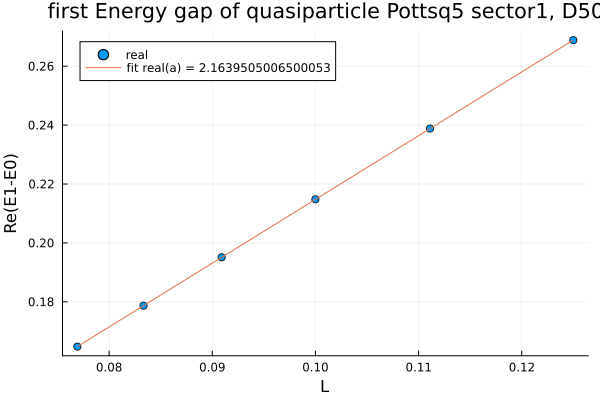 first Energy gap of quasiparticle Pottsq5 sector1, D50
real
fit real(a) = 2.1639505006500053
Re(E1-E0)
0.26
0.24
0.22
0.20
0.18
0.08
0.09
0.10
0.11
0.12
L